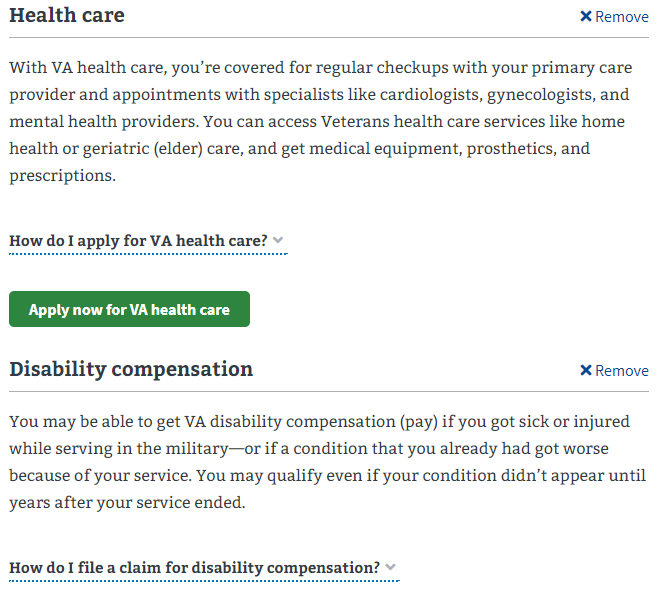 Health care
Remove
With VA health care, you’re covered for regular checkups with your primary care
provider and appointments with specialists like cardiologists, gynecologists, and
mental health providers. You can access Veterans health care services like home
health or geriatric (elder) care, and get medical equipment, prosthetics, and
prescriptions.
How do I apply for VA health care?
Apply now for VA health care
Disability compensation
Remove
You may be able to get VA disability compensation (pay) if you got sick or injured
while serving in the military—or if a condition that you already had got worse
because of your service. You may qualify even if your condition didn’t appear until
years after your service ended.
How do I file a claim for disability compensation?